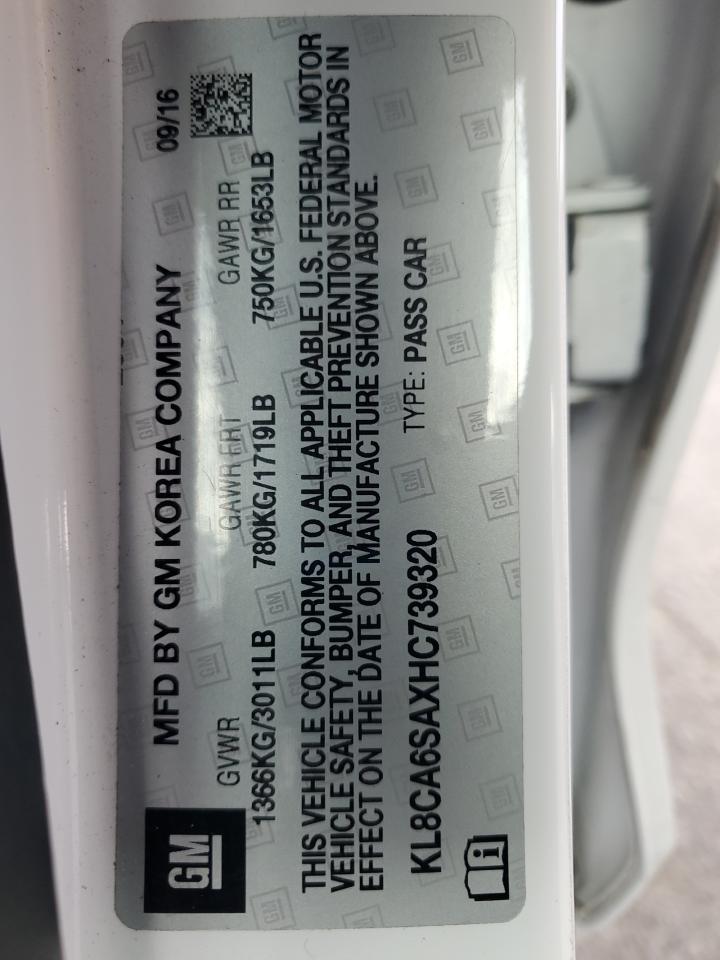 GM
MFD BY GM KOREA COMPANY 09/16
GVWR GAWR FRT GAWR RR
1366KG/3011LB 780KG/1719LB 750KG/1653LB
THIS VEHICLE CONFORMS TO ALL APPLICABLE U.S. FEDERAL MOTOR
VEHICLE SAFETY, BUMPER, AND THEFT PREVENTION STANDARDS IN
EFFECT ON THE DATE OF MANUFACTURE SHOWN ABOVE.
KL8CA6SAXHC739320 TYPE: PASS CAR